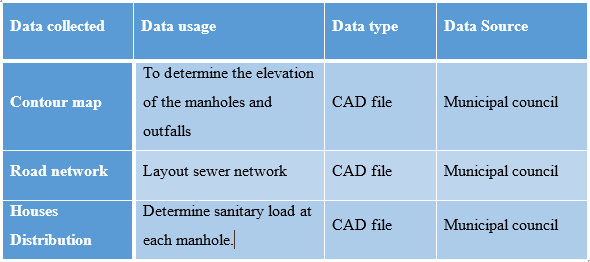 Data collected Data usage Data type Data Source
To determine the elevation
Contour map of the manholes and CAD file Municipal council
outfalls
Road network Layout sewer network CAD file Municipal council
Houses Determine sanitary load at
CAD file Municipal council
Distribution each manhole.